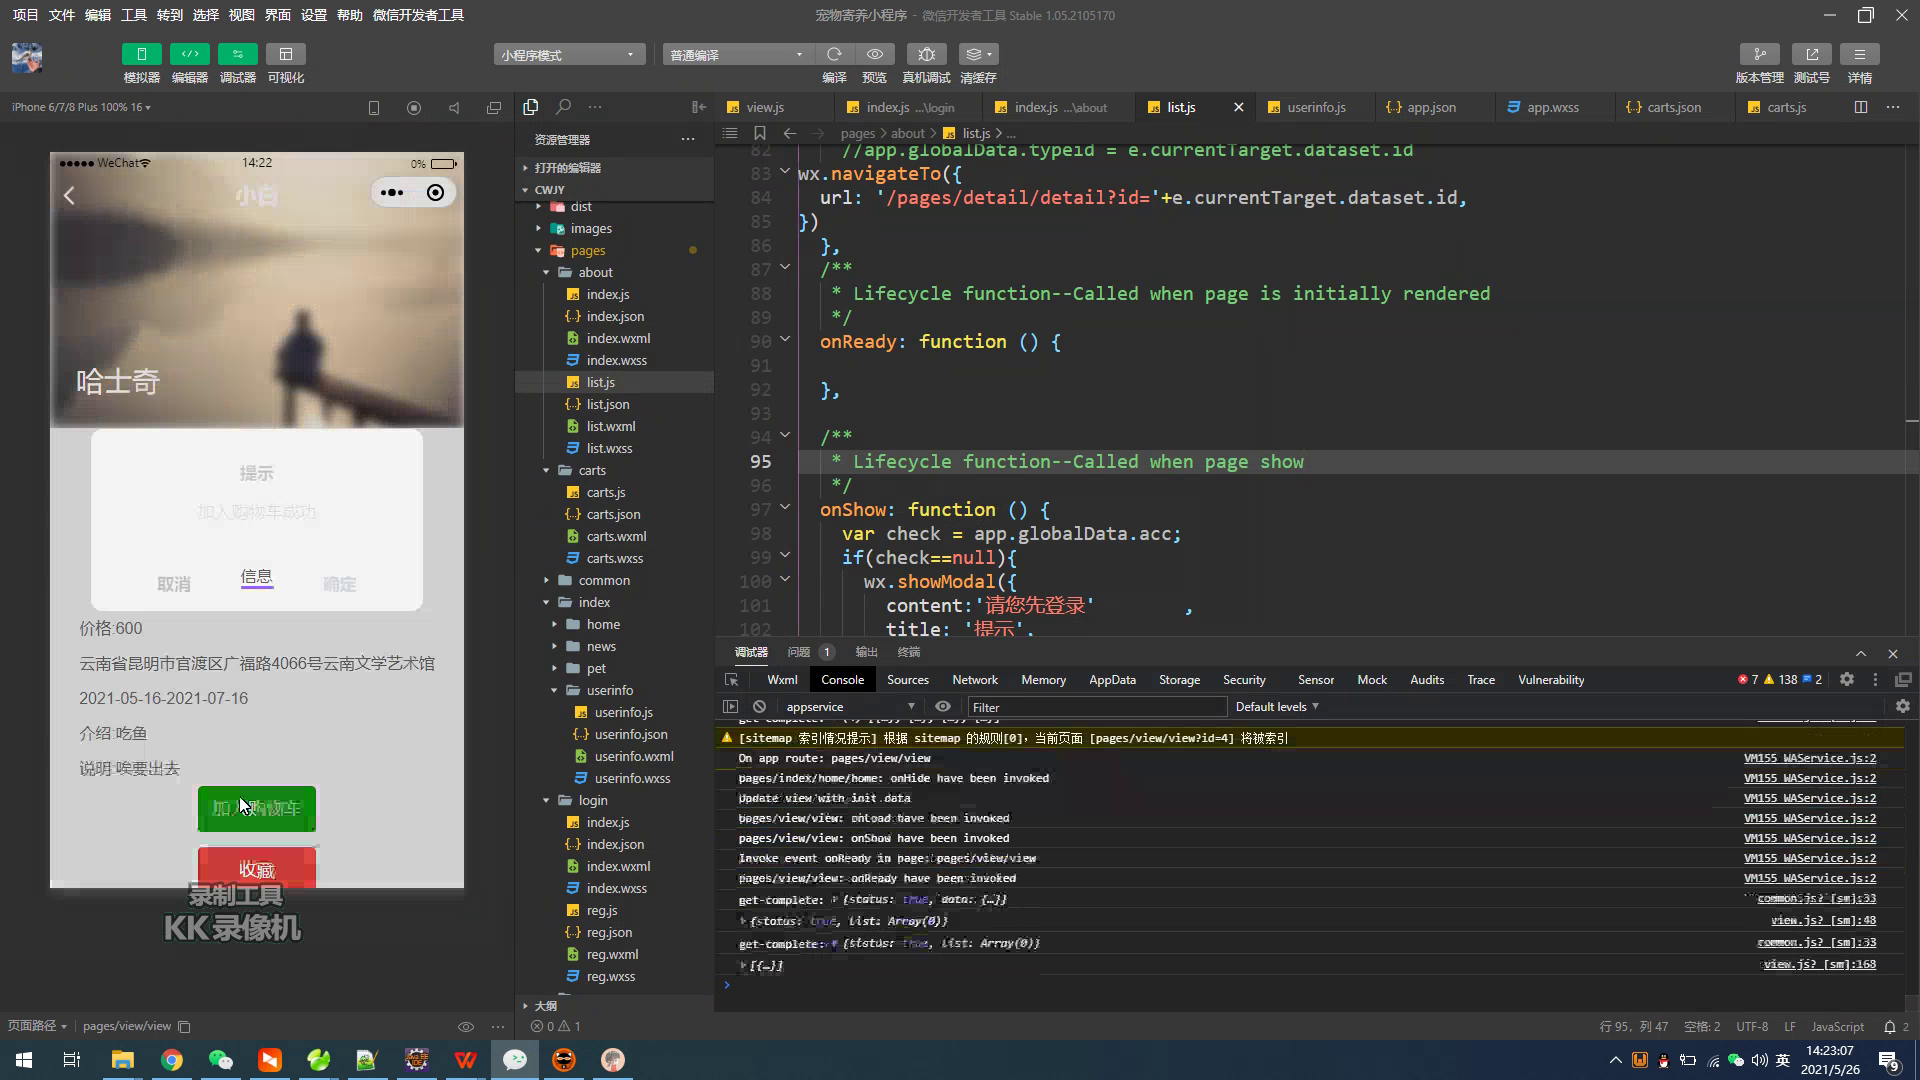 项目 文件 编辑 工具 转到 选择 视图 界面 设置 帮助 微信开发者工具
宠物寄养小程序 - 微信开发者工具 Stable 1.05.2105170
模拟器 编辑器 调试器 可视化
小程序模式
普通编译
编译 预览 真机调试 清缓存
版本管理 测试号 详情
iPhone 6/7/8 Plus 100% 16
WeChat 14:22 0%
小白
哈士奇
提示
加入购物车成功
取消 信息 确定
价格:600
云南省昆明市官渡区广福路4066号云南文学艺术馆
2021-05-16-2021-07-16
介绍:吃鱼
说明:唉要出去
加入购物车
收藏
录制工具
KK录像机
页面路径 pages/view/view
资源管理器
打开的编辑器
CWJY
dist
images
pages
about
index.js
index.json
index.wxml
index.wxss
list.js
list.json
list.wxml
list.wxss
carts
carts.js
carts.json
carts.wxml
carts.wxss
common
index
home
news
pet
userinfo
userinfo.js
userinfo.json
userinfo.wxml
userinfo.wxss
login
index.js
index.json
index.wxml
index.wxss
reg.js
reg.json
reg.wxml
reg.wxss
大纲
0 1
view.js index.js ...\login index.js ...\about list.js userinfo.js app.json app.wxss carts.json carts.js
pages > about > list.js > ...
82 //app.globalData.typeid = e.currentTarget.dataset.id
83 wx.navigateTo({
84 url: '/pages/detail/detail?id='+e.currentTarget.dataset.id,
85 })
86 },
87 /**
88 * Lifecycle function--Called when page is initially rendered
89 */
90 onReady: function () {
91
92 },
93
94 /**
95 * Lifecycle function--Called when page show
96 */
97 onShow: function () {
98 var check = app.globalData.acc;
99 if(check==null){
100 wx.showModal({
101 content:'请您先登录' ,
102 title: '提示',
调试器 问题 1 输出 终端
Wxml Console Sources Network Memory AppData Storage Security Sensor Mock Audits Trace Vulnerability 7 138 2
appservice Filter Default levels
[sitemap 索引情况提示] 根据 sitemap 的规则[0]，当前页面 [pages/view/view?id=4] 将被索引
On app route: pages/view/view VM155 WAService.js:2
pages/index/home/home: onHide have been invoked VM155 WAService.js:2
Update view with init data VM155 WAService.js:2
pages/view/view: onLoad have been invoked VM155 WAService.js:2
pages/view/view: onShow have been invoked VM155 WAService.js:2
Invoke event onReady in page: pages/view/view VM155 WAService.js:2
pages/view/view: onReady have been invoked VM155 WAService.js:2
get-complete: {status: true, data: {…}} common.js? [sm]:33
{status: true, list: Array(0)} view.js? [sm]:48
get-complete: {status: true, list: Array(0)} common.js? [sm]:33
[{…}] view.js? [sm]:168
行 95，列 47 空格: 2 UTF-8 LF JavaScript 2
英 14:23:07
2021/5/26
9